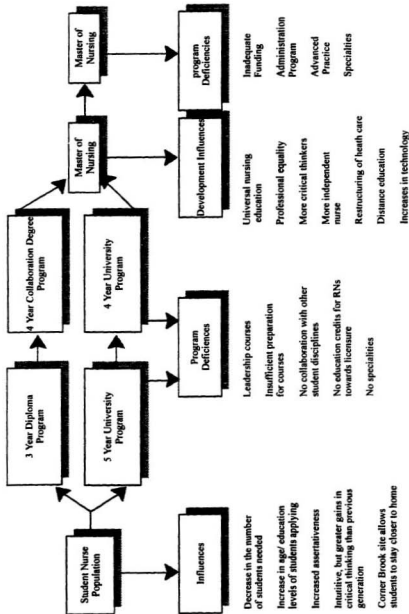 Student Nurse
Population
3 Year Diploma
Program
5 Year University
Program
4 Year Collaboration Degree
Program
4 Year University
Program
Master of
Nursing
Master of
Nursing
Influences
Decrease in the number
of students needed
Increase in age/ education
levels of students applying
Increased assertativeness
Intuitive, but greater gains in
critical thinking than previous
generation
Corner Brook site allows
students to stay closer to home
Program
Deficiences
Leadership courses
Insufficient preparation
for courses
No collaboration with other
student disciplines
No education credits for RNs
towards licensure
No specialities
Development Influences
Universal nursing
education
Professional equality
More critical thinkers
More independent
nurse
Restructuring of heath care
Distance education
Increases in technology
program
Deficiencies
Inadequate
Funding
Administration
Program
Advanced
Practice
Specialties